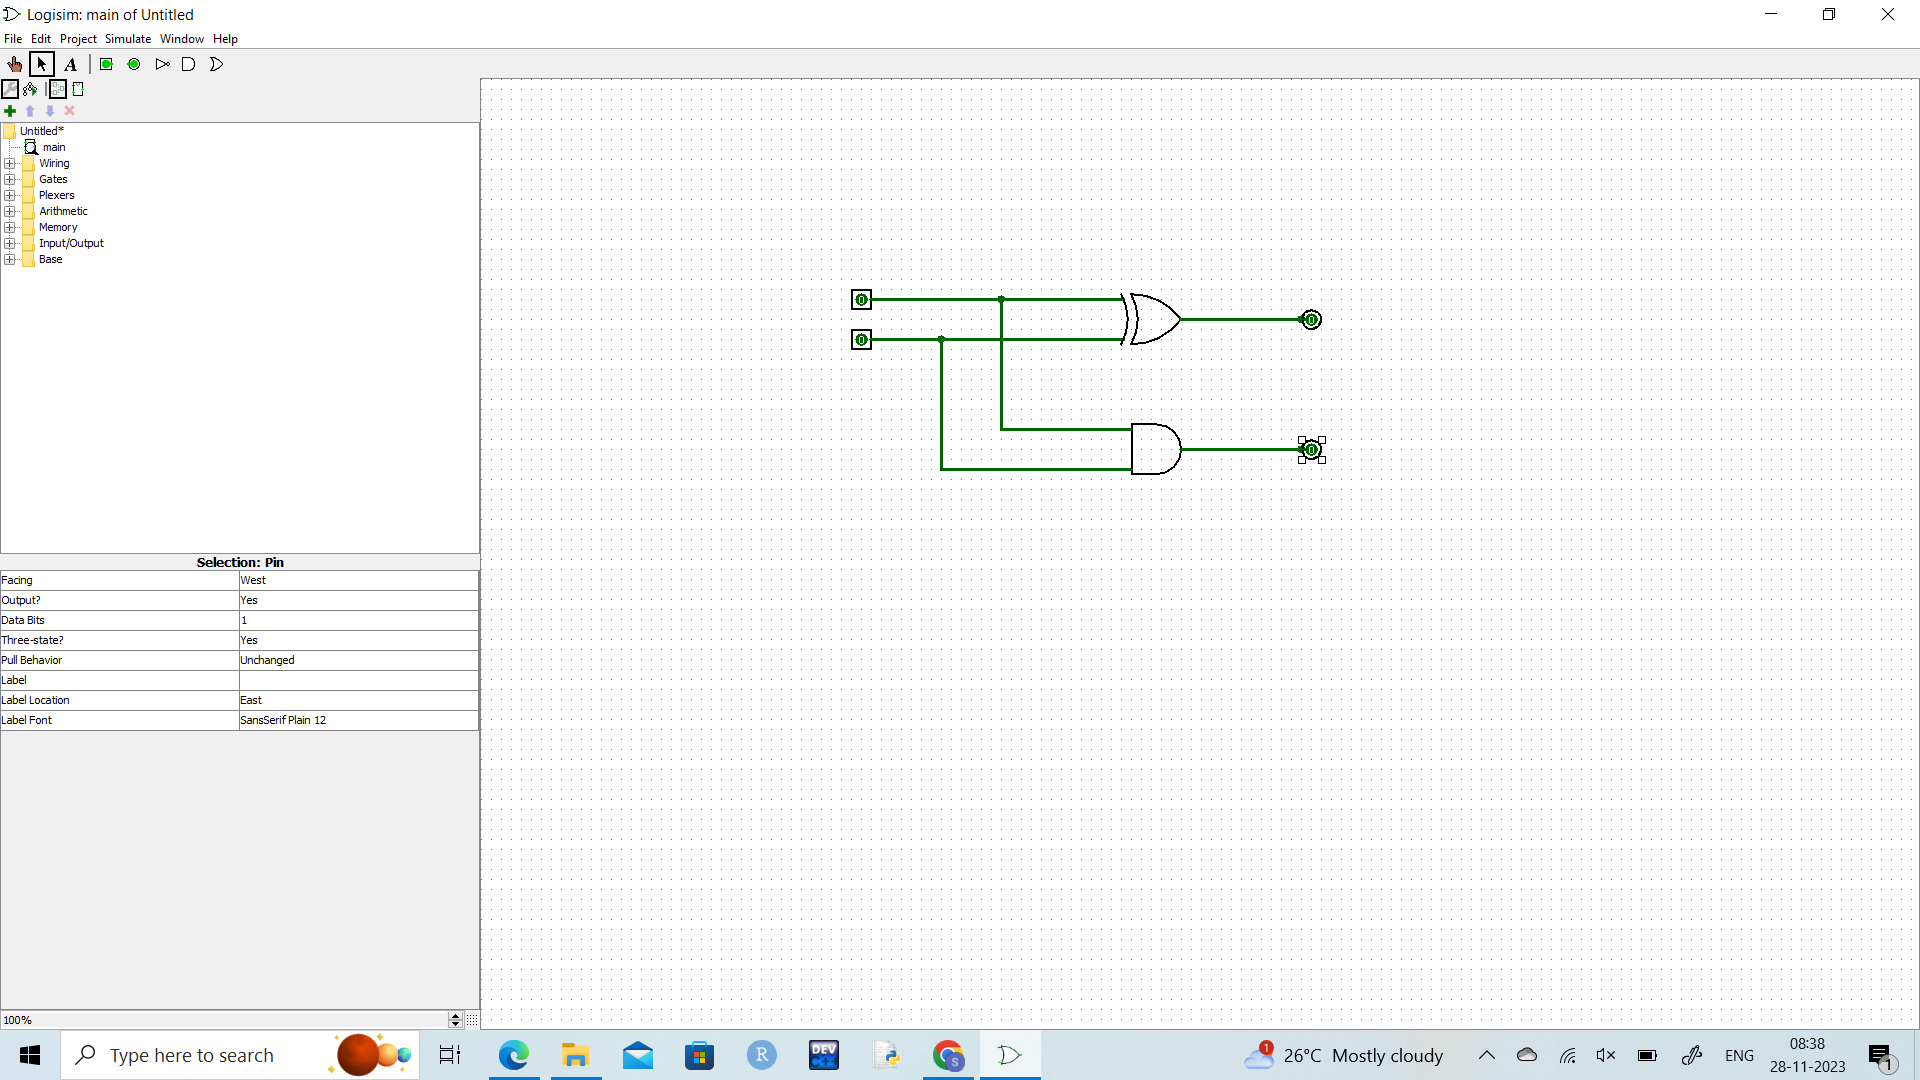 Logisim: main of Untitled
File Edit Project Simulate Window Help
A
Untitled*
main
Wiring
Gates
Plexers
Arithmetic
Memory
Input/Output
Base
0
0
0
0
Selection: Pin
Facing West
Output? Yes
Data Bits 1
Three-state? Yes
Pull Behavior Unchanged
Label
Label Location East
Label Font SansSerif Plain 12
100%
Type here to search
R
DEV C++
S
1
26°C Mostly cloudy
ENG
08:38
28-11-2023
1